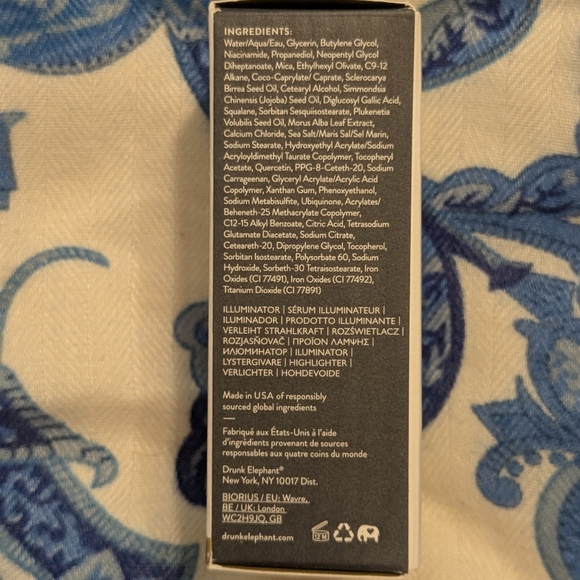 INGREDIENTS:
Water/Aqua/Eau, Glycerin, Butylene Glycol,
Niacinamide, Propanediol, Neopentyl Glycol
Diheptanoate, Mica, Ethylhexyl Olivate, C9-12
Alkane, Coco-Caprylate/ Caprate, Sclerocarya
Birrea Seed Oil, Cetearyl Alcohol, Simmondsia
Chinensis (Jojoba) Seed Oil, Diglucosyl Gallic Acid,
Squalane, Sorbitan Sesquiisostearate, Plukenetia
Volubilis Seed Oil, Morus Alba Leaf Extract,
Calcium Chloride, Sea Salt/Maris Sal/Sel Marin,
Sodium Stearate, Hydroxyethyl Acrylate/Sodium
Acryloyldimethyl Taurate Copolymer, Tocopheryl
Acetate, Quercetin, PPG-8-Ceteth-20, Sodium
Carrageenan, Glyceryl Acrylate/Acrylic Acid
Copolymer, Xanthan Gum, Phenoxyethanol,
Sodium Metabisulfite, Ubiquinone, Acrylates/
Beheneth-25 Methacrylate Copolymer,
C12-15 Alkyl Benzoate, Citric Acid, Tetrasodium
Glutamate Diacetate, Sodium Citrate,
Ceteareth-20, Dipropylene Glycol, Tocopherol,
Sorbitan Isostearate, Polysorbate 60, Sodium
Hydroxide, Sorbeth-30 Tetraisostearate, Iron
Oxides (CI 77491), Iron Oxides (CI 77492),
Titanium Dioxide (CI 77891)
ILLUMINATOR | SÉRUM ILLUMINATEUR |
ILUMINADOR | PRODOTTO ILLUMINANTE |
VERLEIHT STRAHLKRAFT | ROZŚWIETLACZ |
ROZJASŇOVAČ | ΠΡΟΪΟΝ ΛΑΜΨΗΣ |
ИЛЮМИНАТОР | ILUMINATOR |
LYSTERGIVARE | HIGHLIGHTER |
VERLICHTER | HOHDEVOIDE
Made in USA of responsibly
sourced global ingredients
Fabriqué aux États-Unis à l'aide
d'ingrédients provenant de sources
responsables aux quatre coins du monde
Drunk Elephant®
New York, NY 10017 Dist.
BIORIUS / EU: Wavre,
BE / UK: London
WC2H9JQ, GB
drunkelephant.com 12 M